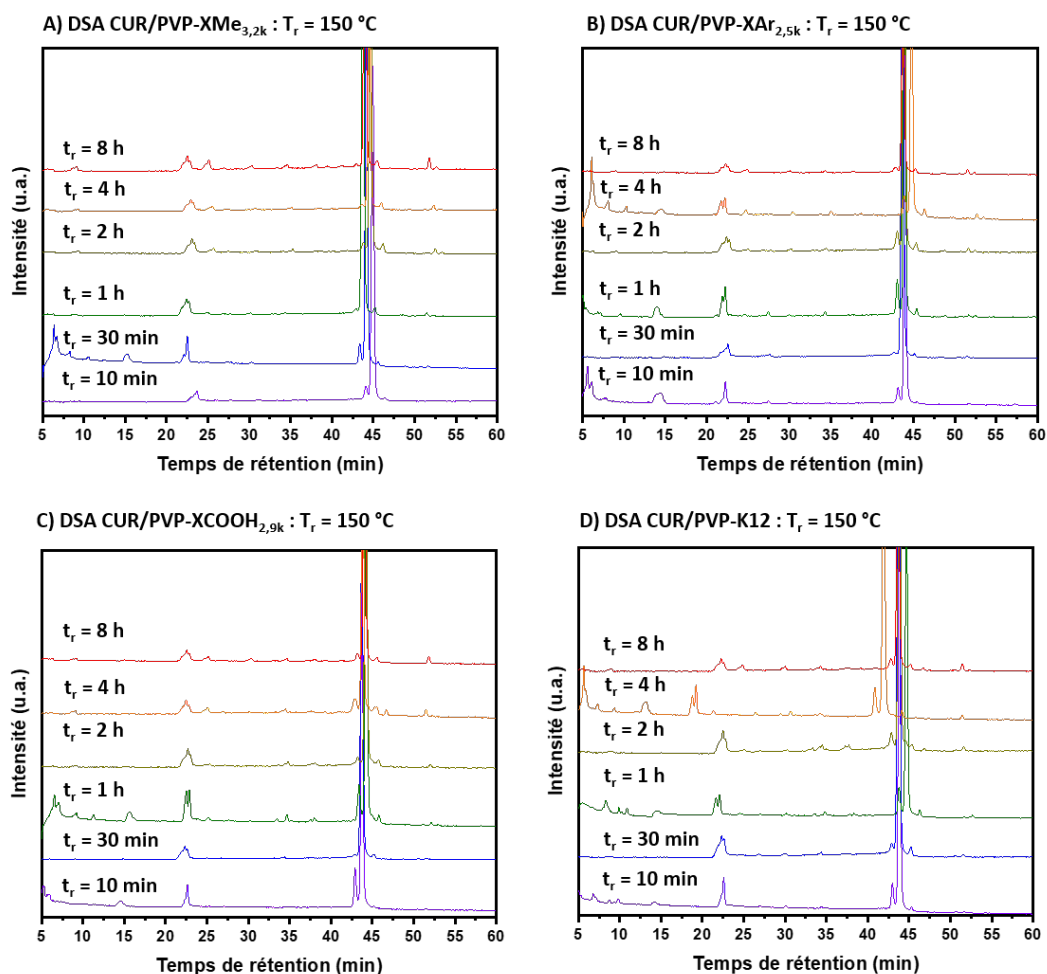 A) DSA CUR/PVP-XMe3,2k : Tr = 150 °C
Intensité (u.a.)
tr = 8 h
tr = 4 h
tr = 2 h
tr = 1 h
tr = 30 min
tr = 10 min
5 10 15 20 25 30 35 40 45 50 55 60
Temps de rétention (min)
B) DSA CUR/PVP-XAr2,5k : Tr = 150 °C
Intensité (u.a.)
tr = 8 h
tr = 4 h
tr = 2 h
tr = 1 h
tr = 30 min
tr = 10 min
5 10 15 20 25 30 35 40 45 50 55 60
Temps de rétention (min)
C) DSA CUR/PVP-XCOOH2,9k : Tr = 150 °C
Intensité (u.a.)
tr = 8 h
tr = 4 h
tr = 2 h
tr = 1 h
tr = 30 min
tr = 10 min
5 10 15 20 25 30 35 40 45 50 55 60
Temps de rétention (min)
D) DSA CUR/PVP-K12 : Tr = 150 °C
Intensité (u.a.)
tr = 8 h
tr = 4 h
tr = 2 h
tr = 1 h
tr = 30 min
tr = 10 min
5 10 15 20 25 30 35 40 45 50 55 60
Temps de rétention (min)